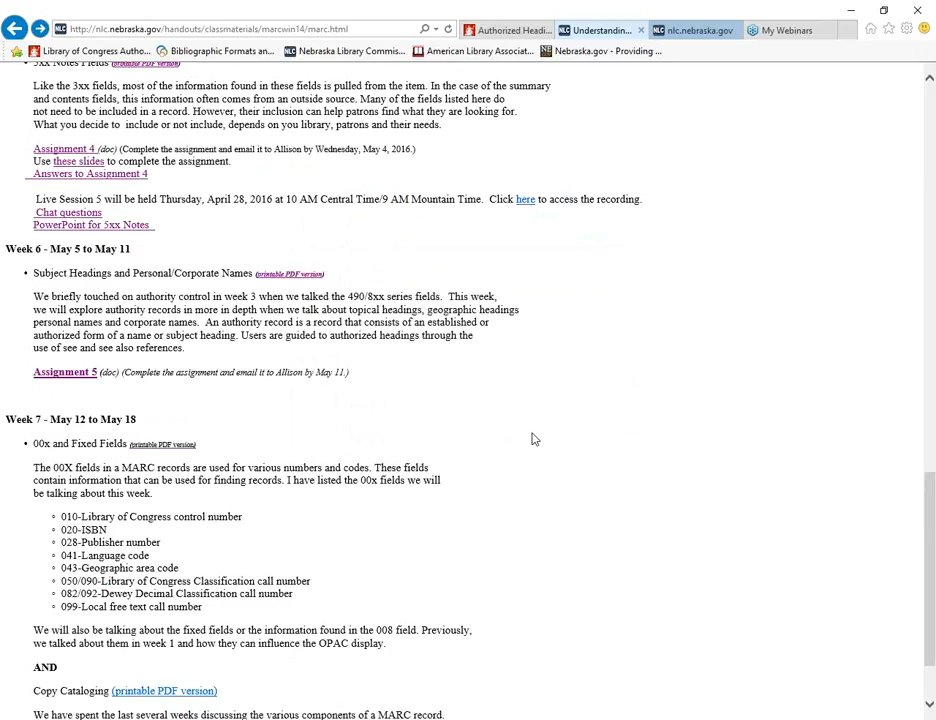 http://nlc.nebraska.gov/handouts/classmaterials/marcwin14/marc.html
Authorized Headi...
Understandin...
nlc.nebraska.gov
My Webinars
Library of Congress Autho...
Bibliographic Formats an...
Nebraska Library Commis...
American Library Associat...
Nebraska.gov - Providing ...
5xx Notes Fields (printable PDF version)
Like the 3xx fields, most of the information found in these fields is pulled from the item. In the case of the summary
and contents fields, this information often comes from an outside source. Many of the fields listed here do
not need to be included in a record. However, their inclusion can help patrons find what they are looking for.
What you decide to  include or not include, depends on you library, patrons and their needs.
Assignment 4 (doc) (Complete the assignment and email it to Allison by Wednesday, May 4, 2016.)
Use these slides to complete the assignment.
Answers to Assignment 4
Live Session 5 will be held Thursday, April 28, 2016 at 10 AM Central Time/9 AM Mountain Time.  Click here to access the recording.
Chat questions
PowerPoint for 5xx Notes
Week 6 - May 5 to May 11
• Subject Headings and Personal/Corporate Names (printable PDF version)
We briefly touched on authority control in week 3 when we talked the 490/8xx series fields.  This week,
we will explore authority records in more in depth when we talk about topical headings, geographic headings
personal names and corporate names.  An authority record is a record that consists of an established or
authorized form of a name or subject heading. Users are guided to authorized headings through the
use of see and see also references.
Assignment 5 (doc) (Complete the assignment and email it to Allison by May 11.)
Week 7 - May 12 to May 18
• 00x and Fixed Fields (printable PDF version)
The 00X fields in a MARC records are used for various numbers and codes. These fields
contain information that can be used for finding records. I have listed the 00x fields we will
be talking about this week.
◦ 010-Library of Congress control number
◦ 020-ISBN
◦ 028-Publisher number
◦ 041-Language code
◦ 043-Geographic area code
◦ 050/090-Library of Congress Classification call number
◦ 082/092-Dewey Decimal Classification call number
◦ 099-Local free text call number
We will also be talking about the fixed fields or the information found in the 008 field. Previously,
we talked about them in week 1 and how they can influence the OPAC display.
AND
Copy Cataloging (printable PDF version)
We have spent the last several weeks discussing the various components of a MARC record.